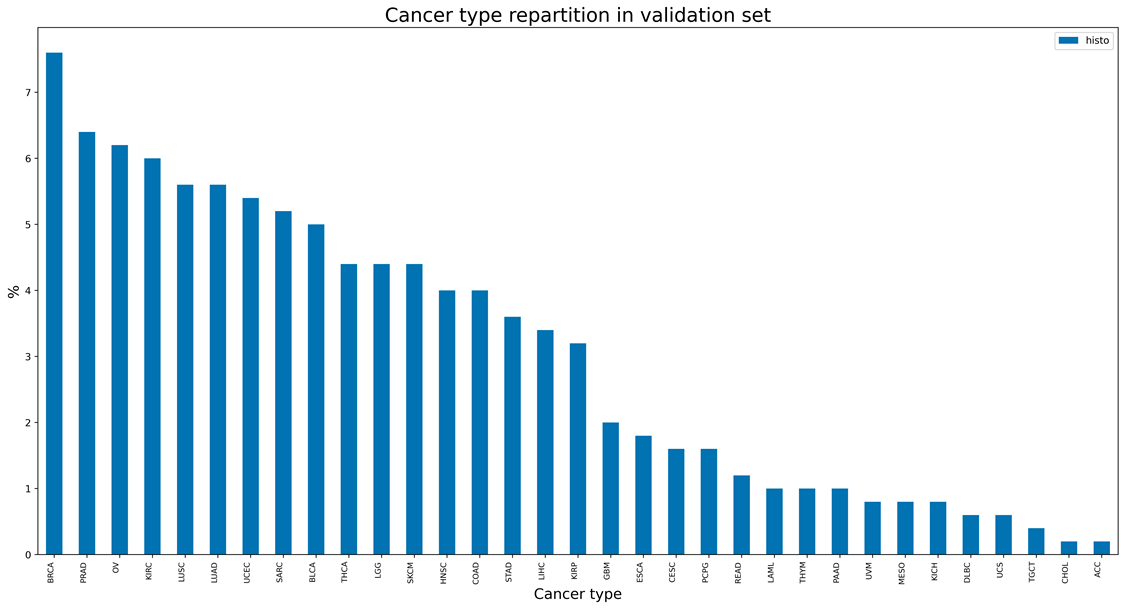 Cancer type repartition in validation set
histo
%
7
6
5
4
3
2
1
0
BRCA
PRAD
OV
KIRC
LUSC
LUAD
UCEC
SARC
BLCA
THCA
LGG
SKCM
HNSC
COAD
STAD
LIHC
KIRP
GBM
ESCA
CESC
PCPG
READ
LAML
THYM
PAAD
UVM
MESO
KICH
DLBC
UCS
TGCT
CHOL
ACC
Cancer type